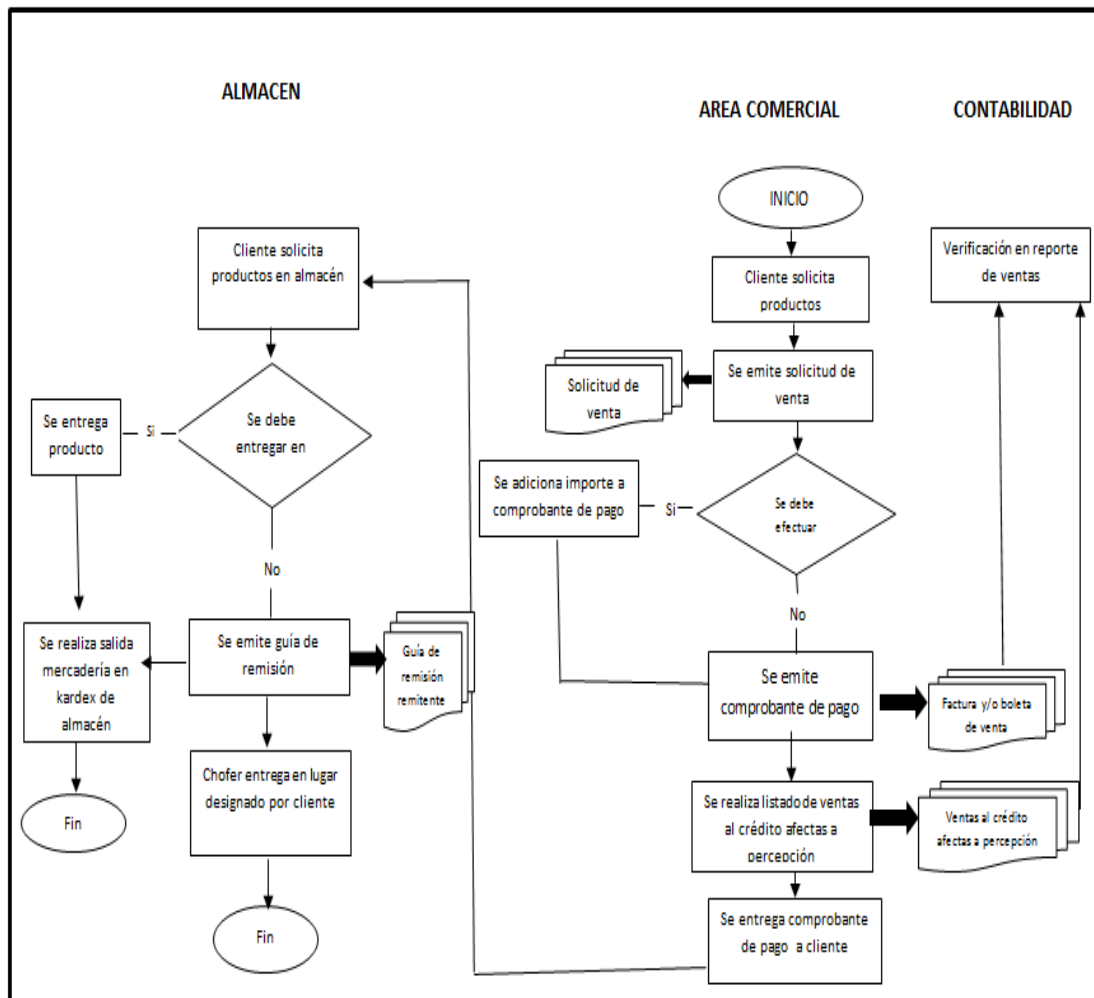 ALMACEN
AREA COMERCIAL
CONTABILIDAD
INICIO
Cliente solicita
productos en almacén
Cliente solicita
productos
Verificación en reporte
de ventas
Solicitud de
venta
Se emite solicitud de
venta
Se entrega
producto
Si
Se debe
entregar en
Se adiciona importe a
comprobante de pago
Si
Se debe
efectuar
No
No
Se realiza salida
mercadería en
kardex de
almacén
Se emite guía de
remisión
Guía de
remisión
remitente
Se emite
comprobante de pago
Factura y/o boleta
de venta
Chofer entrega en lugar
designado por cliente
Se realiza listado de ventas
al crédito afectas a
percepción
Ventas al crédito
afectas a percepción
Fin
Fin
Se entrega comprobante
de pago a cliente